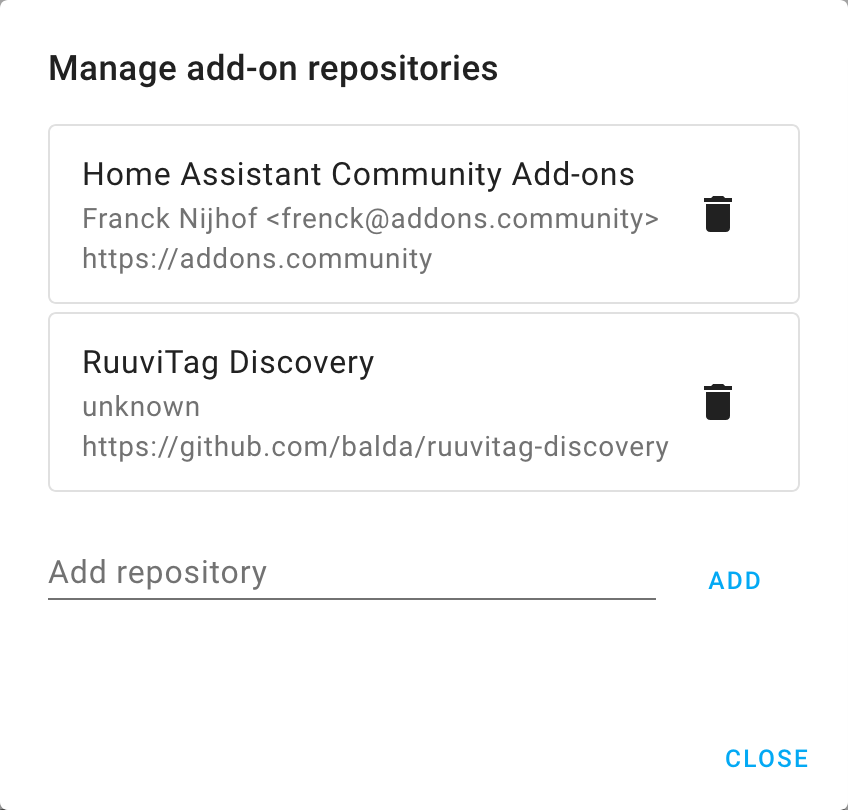 Manage add-on repositories
Home Assistant Community Add-ons
Franck Nijhof <frenck@addons.community>
https://addons.community
RuuviTag Discovery
unknown
https://github.com/balda/ruuvitag-discovery
Add repository
ADD
CLOSE